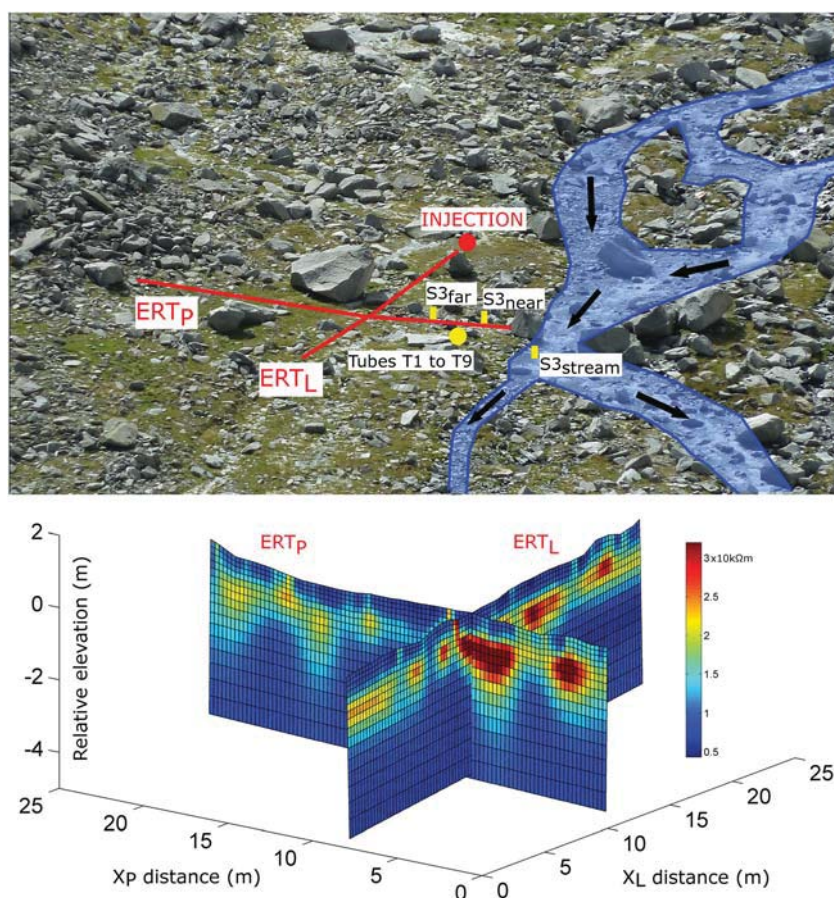 INJECTION
S3far
S3near
ERTP
ERTL
Tubes T1 to T9
S3stream
ERTP
ERTL
3x10kΩm
2.5
2
1.5
1
0.5
Relative elevation (m)
2
0
-2
-4
25
20
15
10
5
0
XP distance (m)
0
5
10
15
20
25
XL distance (m)